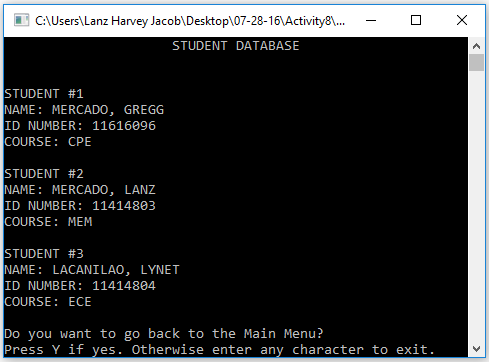 C:\Users\Lanz Harvey Jacob\Desktop\07-28-16\Activity8\...
STUDENT DATABASE
STUDENT #1
NAME: MERCADO, GREGG
ID NUMBER: 11616096
COURSE: CPE
STUDENT #2
NAME: MERCADO, LANZ
ID NUMBER: 11414803
COURSE: MEM
STUDENT #3
NAME: LACANILAO, LYNET
ID NUMBER: 11414804
COURSE: ECE
Do you want to go back to the Main Menu?
Press Y if yes. Otherwise enter any character to exit.